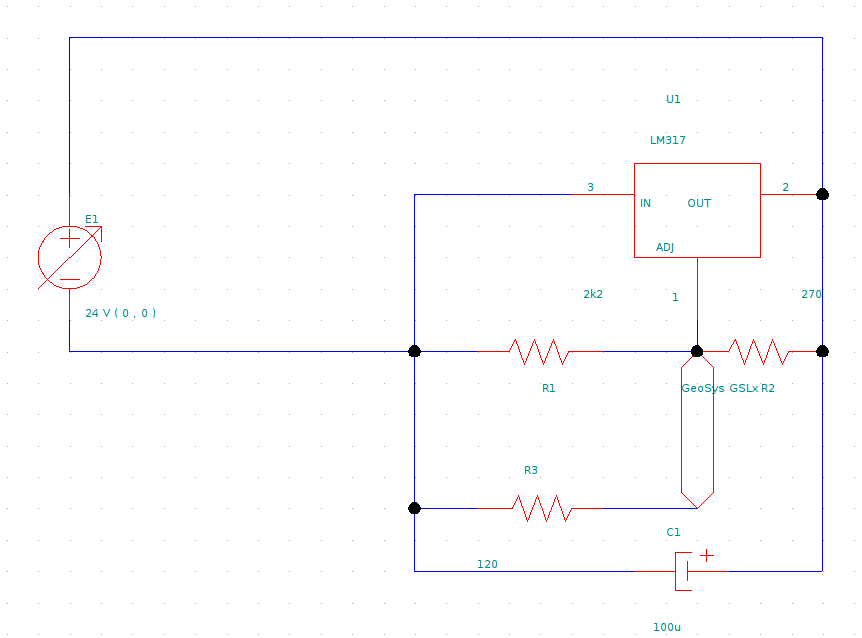 U1
LM317
3
2
IN
OUT
E1
ADJ
2k2
1
270
24 V ( 0 , 0 )
R1
GeoSys GSLx R2
R3
C1
120
100u